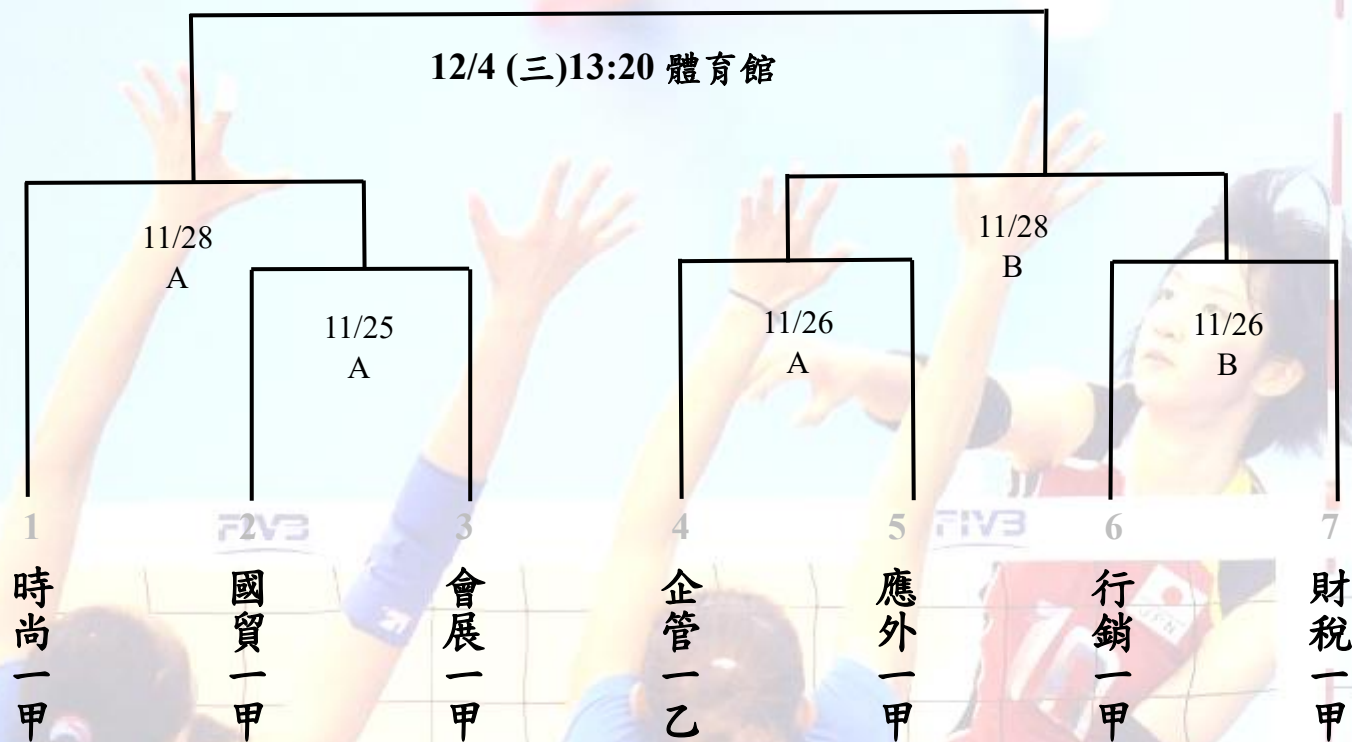 12/4 (三)13:20 體育館
11/28
A
11/28
B
11/25
A
11/26
A
11/26
B
1
2
3
4
5
6
7
FIVB
FIVB
時尚一甲
國貿一甲
會展一甲
企管一乙
應外一甲
行銷一甲
財稅一甲